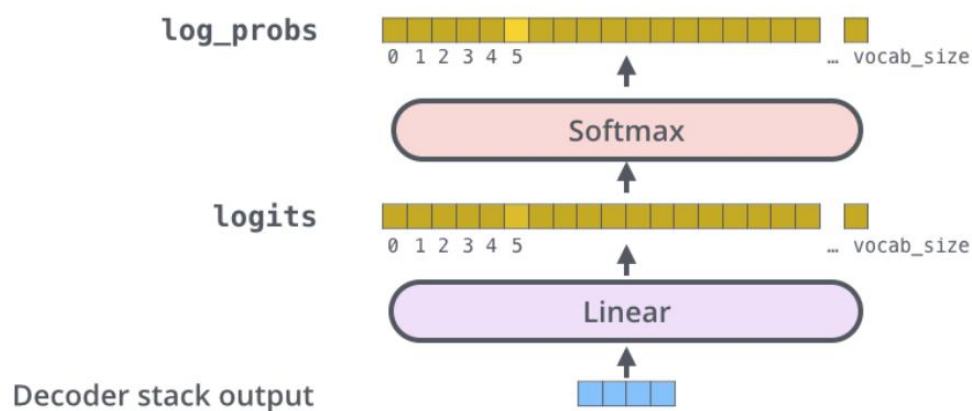 log_probs
0 1 2 3 4 5 … vocab_size
Softmax
logits
0 1 2 3 4 5 … vocab_size
Linear
Decoder stack output